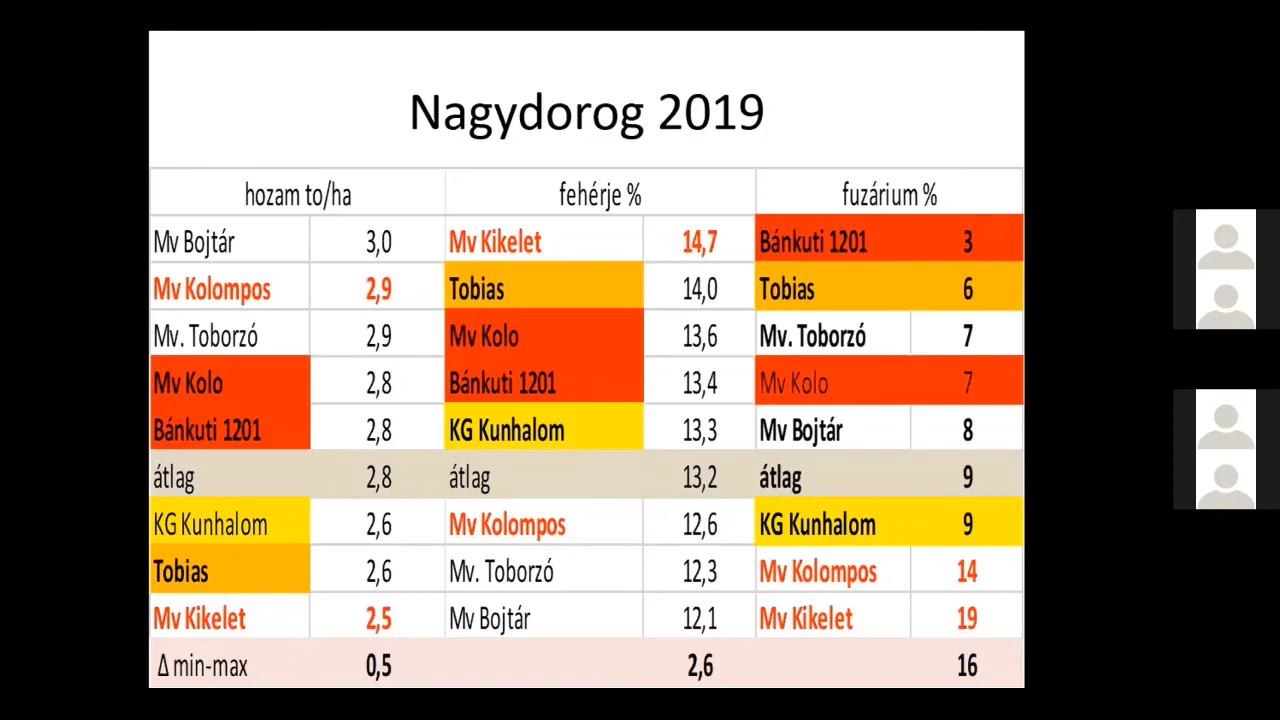 Nagydorog 2019
hozam to/ha fehérje % fuzárium %
Mv Bojtár 3,0 Mv Kikelet 14,7 Bánkuti 1201 3
Mv Kolompos 2,9 Tobias 14,0 Tobias 6
Mv. Toborzó 2,9 Mv Kolo 13,6 Mv. Toborzó 7
Mv Kolo 2,8 Bánkuti 1201 13,4 Mv Kolo 7
Bánkuti 1201 2,8 KG Kunhalom 13,3 Mv Bojtár 8
átlag 2,8 átlag 13,2 átlag 9
KG Kunhalom 2,6 Mv Kolompos 12,6 KG Kunhalom 9
Tobias 2,6 Mv. Toborzó 12,3 Mv Kolompos 14
Mv Kikelet 2,5 Mv Bojtár 12,1 Mv Kikelet 19
Δ min-max 0,5 2,6 16